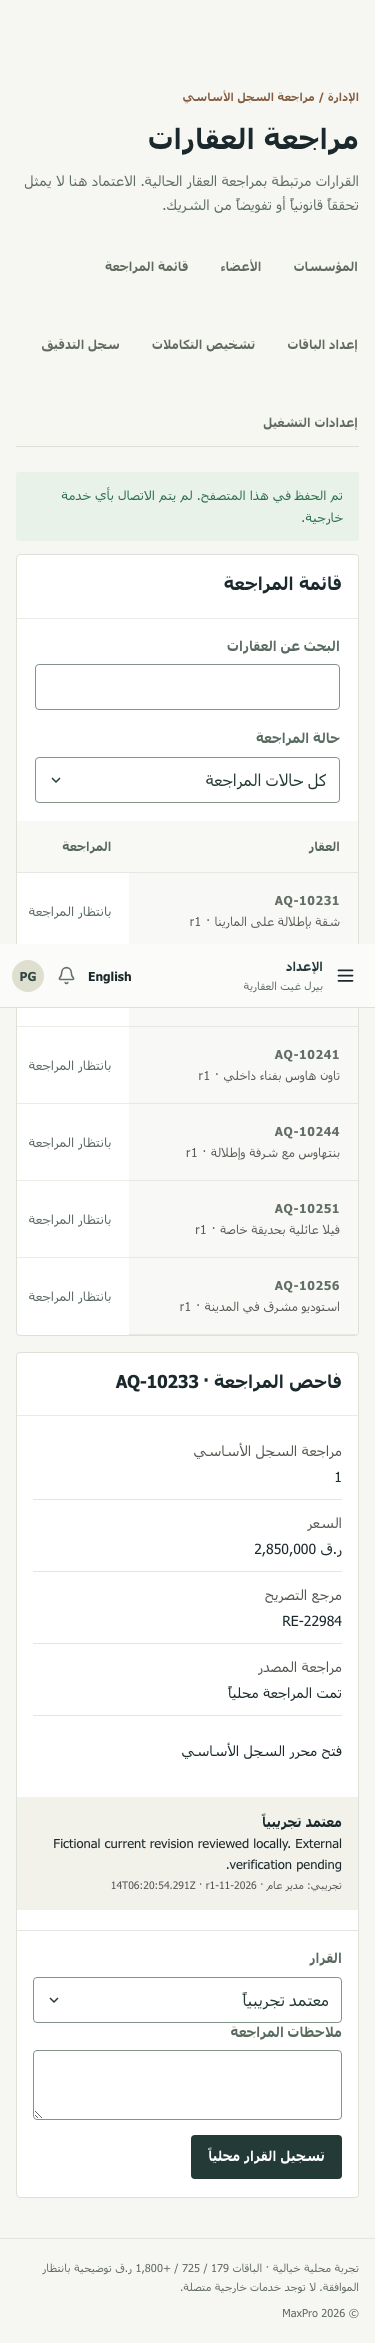 الإدارة / مراجعة السجل الأساسي
مراجعة العقارات
القرارات مرتبطة بمراجعة العقار الحالية. الاعتماد هنا لا يمثل
تحققاً قانونياً أو تفويضاً من الشريك.
المؤسسات الأعضاء قائمة المراجعة
إعداد الباقات تشخيص التكاملات سجل التدقيق
إعدادات التشغيل
تم الحفظ في هذا المتصفح. لم يتم الاتصال بأي خدمة
خارجية.
قائمة المراجعة
البحث عن العقارات
حالة المراجعة
كل حالات المراجعة
العقار المراجعة
AQ-10231
شقة بإطلالة على المارينا · r1
بانتظار المراجعة
الإعداد
بيرل غيت العقارية
English
PG
AQ-10241
تاون هاوس بفناء داخلي · r1
بانتظار المراجعة
AQ-10244
بنتهاوس مع شرفة وإطلالة · r1
بانتظار المراجعة
AQ-10251
فيلا عائلية بحديقة خاصة · r1
بانتظار المراجعة
AQ-10256
استوديو مشرق في المدينة · r1
بانتظار المراجعة
فاحص المراجعة · AQ-10233
مراجعة السجل الأساسي
1
السعر
ر.ق 2,850,000
مرجع التصريح
RE-22984
مراجعة المصدر
تمت المراجعة محلياً
فتح محرر السجل الأساسي
معتمد تجريبياً
Fictional current revision reviewed locally. External
verification pending.
تجريبي: مدير عام · r1 · 2026-11-14T06:20:54.291Z
القرار
معتمد تجريبياً
ملاحظات المراجعة
تسجيل القرار محلياً
تجربة محلية خيالية · الباقات 179 / 725 / +1,800 ر.ق توضيحية بانتظار
الموافقة. لا توجد خدمات خارجية متصلة.
© 2026 MaxPro